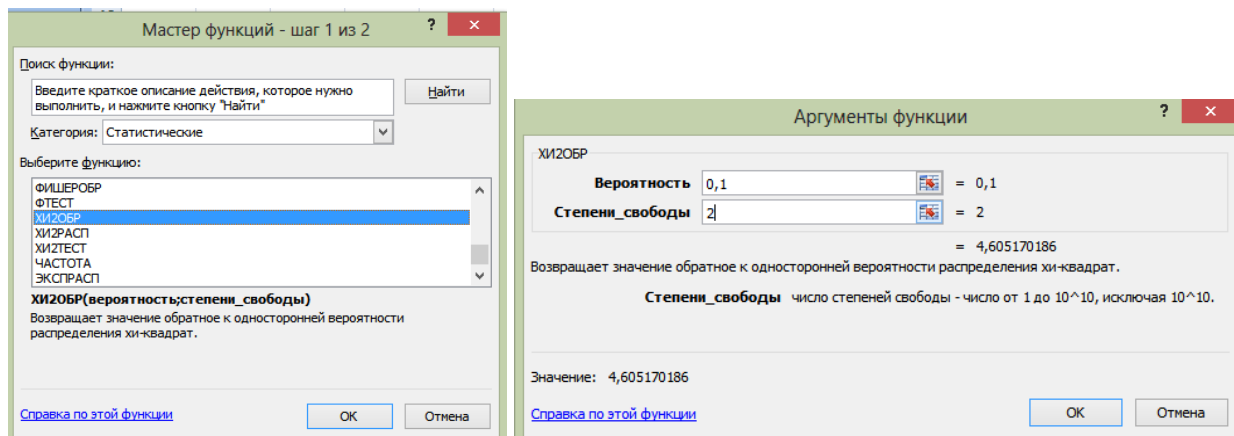 Мастер функций - шаг 1 из 2
?
×
Поиск функции:
Введите краткое описание действия, которое нужно
выполнить, и нажмите кнопку "Найти"
Найти
Категория: Статистические
Выберите функцию:
ФИШЕРОБР
ФТЕСТ
ХИ2ОБР
ХИ2РАСП
ХИ2ТЕСТ
ЧАСТОТА
ЭКСПРАСП
ХИ2ОБР(вероятность;степени_свободы)
Возвращает значение обратное к односторонней вероятности
распределения хи-квадрат.
Справка по этой функции
ОК
Отмена
Аргументы функции
?
×
ХИ2ОБР
Вероятность 0,1 = 0,1
Степени_свободы 2 = 2
= 4,605170186
Возвращает значение обратное к односторонней вероятности распределения хи-квадрат.
Степени_свободы число степеней свободы - число от 1 до 10^10, исключая 10^10.
Значение: 4,605170186
Справка по этой функции
ОК
Отмена